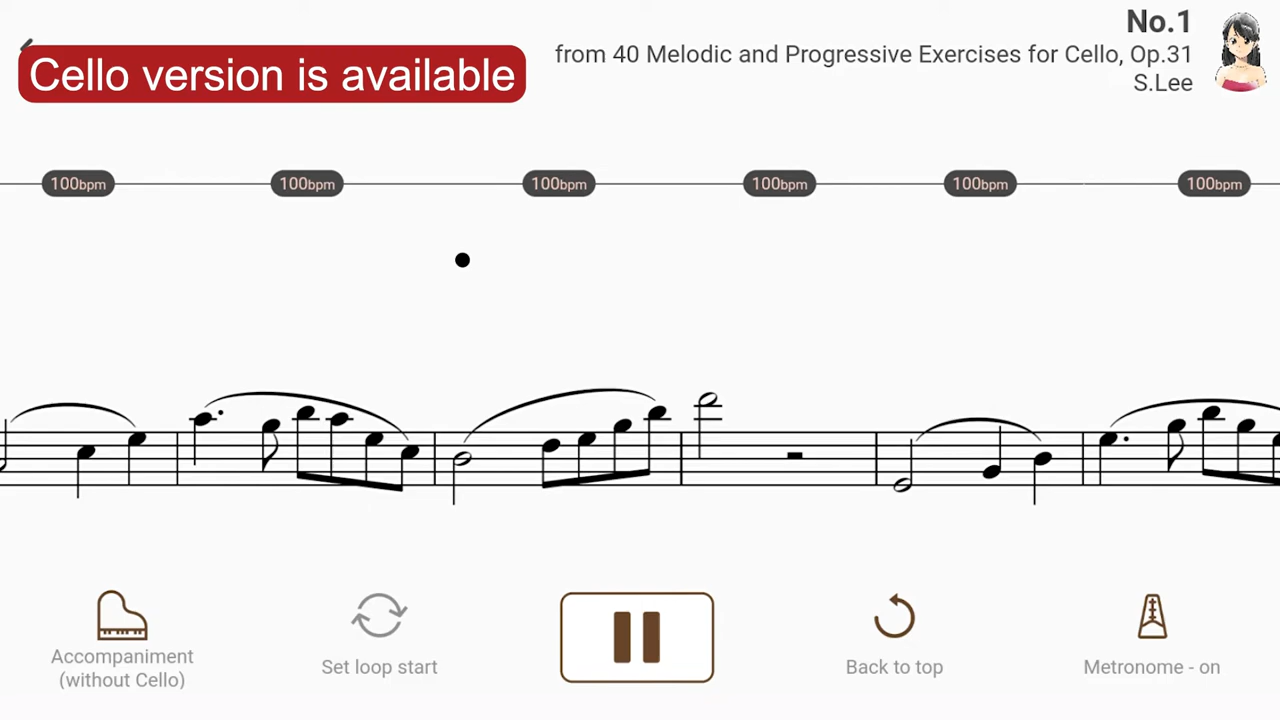 No.1
Cello version is available
from 40 Melodic and Progressive Exercises for Cello, Op.31
S.Lee
100bpm 100bpm 100bpm 100bpm 100bpm 100bpm
Accompaniment
(without Cello)
Set loop start
Back to top
Metronome - on